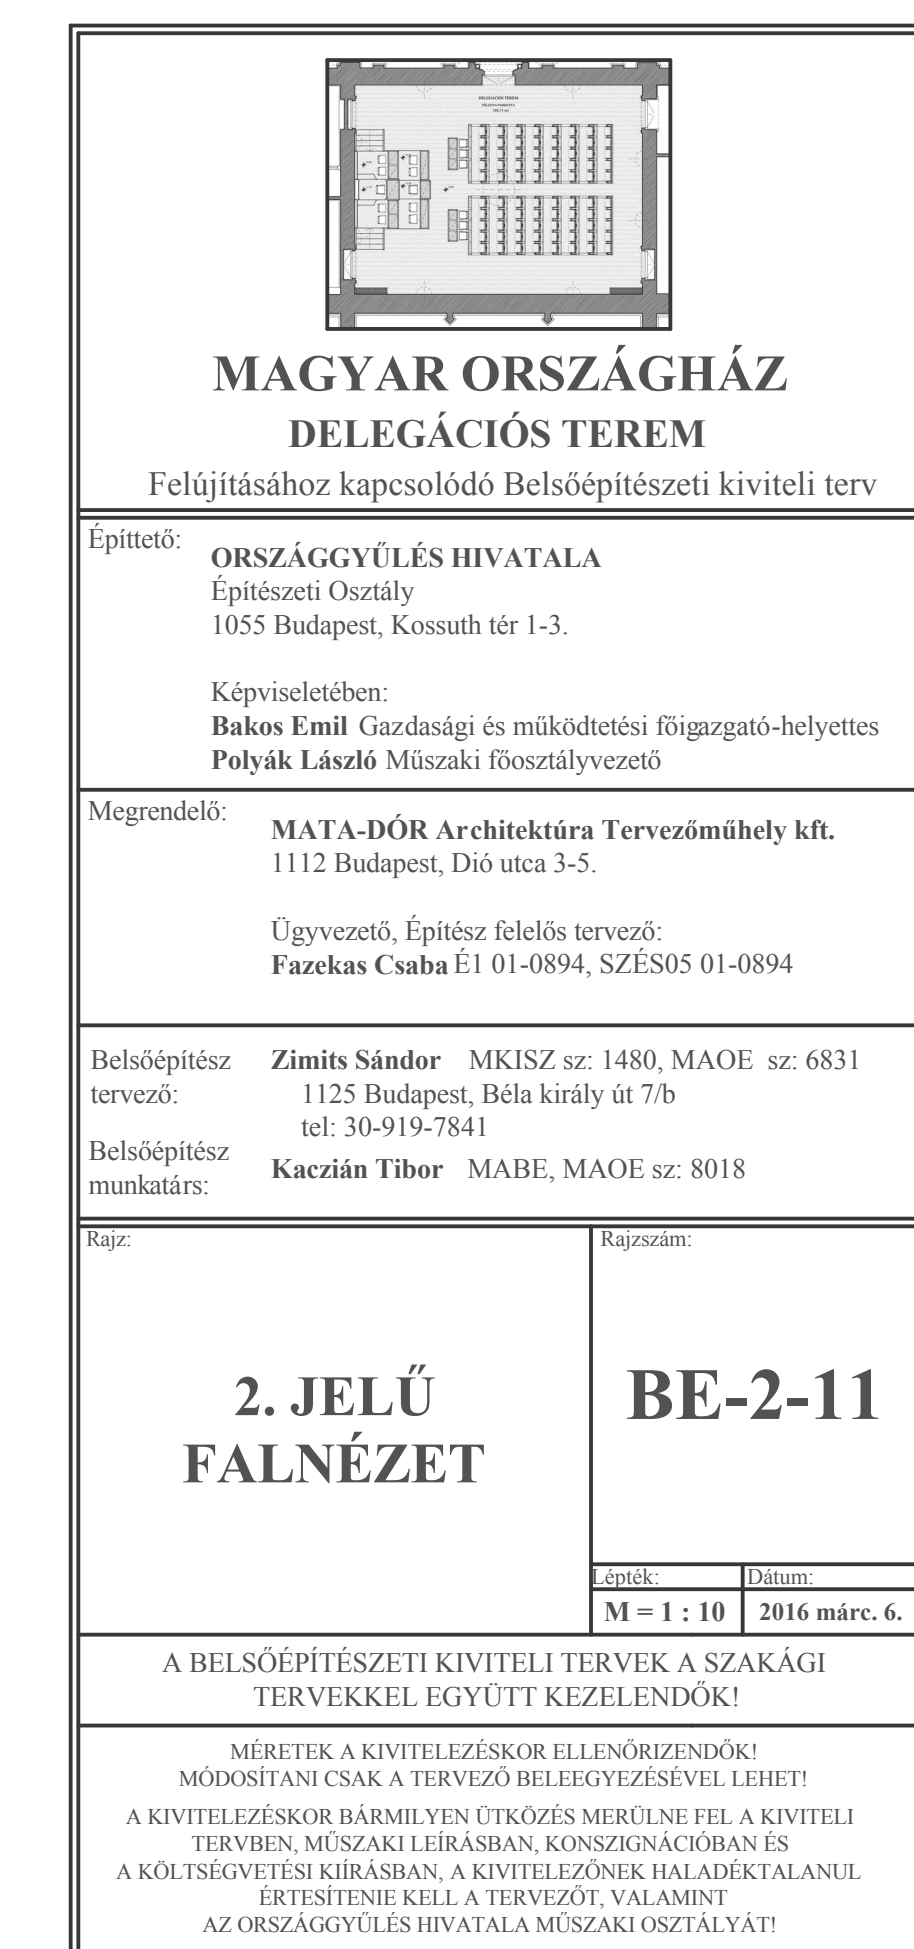 DELEGÁCIÓS TEREM
MAGYAR ORSZÁGHÁZ
DELEGÁCIÓS TEREM
Felújításához kapcsolódó Belsőépítészeti kiviteli terv
Építtető:
ORSZÁGGYŰLÉS HIVATALA
Építészeti Osztály
1055 Budapest, Kossuth tér 1-3.
Képviseletében:
Bakos Emil Gazdasági és működtetési főigazgató-helyettes
Polyák László Műszaki főosztályvezető
Megrendelő:
MATA-DÓR Architektúra Tervezőműhely kft.
1112 Budapest, Dió utca 3-5.
Ügyvezető, Építész felelős tervező:
Fazekas Csaba É1 01-0894, SZÉS05 01-0894
Belsőépítész tervező:
Zimits Sándor MKISZ sz: 1480, MAOE sz: 6831
1125 Budapest, Béla király út 7/b
tel: 30-919-7841
Belsőépítész munkatárs:
Kaczián Tibor MABE, MAOE sz: 8018
Rajz:
2. JELŰ
FALNÉZET
Rajzszám:
BE-2-11
Lépték:
M = 1 : 10
Dátum:
2016 márc. 6.
A BELSŐÉPÍTÉSZETI KIVITELI TERVEK A SZAKÁGI
TERVEKKEL EGYÜTT KEZELENDŐK!
MÉRETEK A KIVITELEZÉSKOR ELLENŐRIZENDŐK!
MÓDOSÍTANI CSAK A TERVEZŐ BELEEGYEZÉSÉVEL LEHET!
A KIVITELEZÉSKOR BÁRMILYEN ÜTKÖZÉS MERÜLNE FEL A KIVITELI
TERVBEN, MŰSZAKI LEÍRÁSBAN, KONSZIGNÁCIÓBAN ÉS
A KÖLTSÉGVETÉSI KIÍRÁSBAN, A KIVITELEZŐNEK HALADÉKTALANUL
ÉRTESÍTENIE KELL A TERVEZŐT, VALAMINT
AZ ORSZÁGGYŰLÉS HIVATALA MŰSZAKI OSZTÁLYÁT!